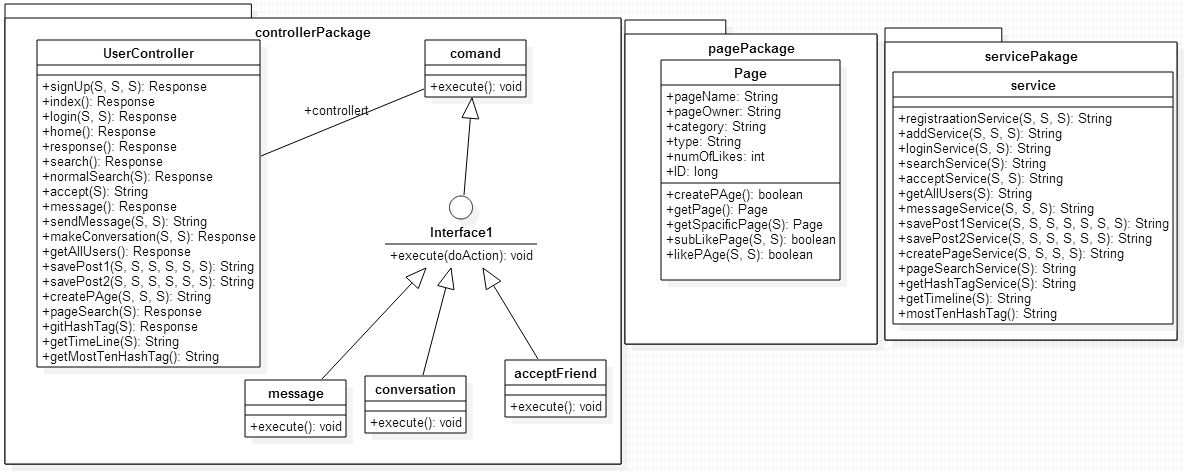 controllerPackage
UserController
+signUp(S, S, S): Response
+index(): Response
+login(S, S): Response
+home(): Response
+response(): Response
+search(): Response
+normalSearch(S): Response
+accept(S): String
+message(): Response
+sendMessage(S, S): String
+makeConversation(S, S): Response
+getAllUsers(): Response
+savePost1(S, S, S, S, S, S): String
+savePost2(S, S, S, S, S, S): String
+createPAge(S, S, S): String
+pageSearch(S): Response
+gitHashTag(S): Response
+getTimeLine(S): String
+getMostTenHashTag(): String
comand
+execute(): void
+controllert
Interface1
+execute(doAction): void
message
+execute(): void
conversation
+execute(): void
acceptFriend
+execute(): void
pagePackage
Page
+pageName: String
+pageOwner: String
+category: String
+type: String
+numOfLikes: int
+ID: long
+createPAge(): boolean
+getPage(): Page
+getSpacificPage(S): Page
+subLikePage(S, S): boolean
+likePAge(S, S): boolean
servicePakage
service
+registraationService(S, S, S): String
+addService(S, S): String
+loginService(S, S): String
+searchService(S): String
+acceptService(S, S): String
+getAllUsers(S): String
+messageService(S, S, S): String
+savePost1Service(S, S, S, S, S, S, S): String
+savePost2Service(S, S, S, S, S, S): String
+createPageService(S, S, S, S): String
+pageSearchService(S): String
+getHashTagService(S): String
+getTimeline(S): String
+mostTenHashTag(): String